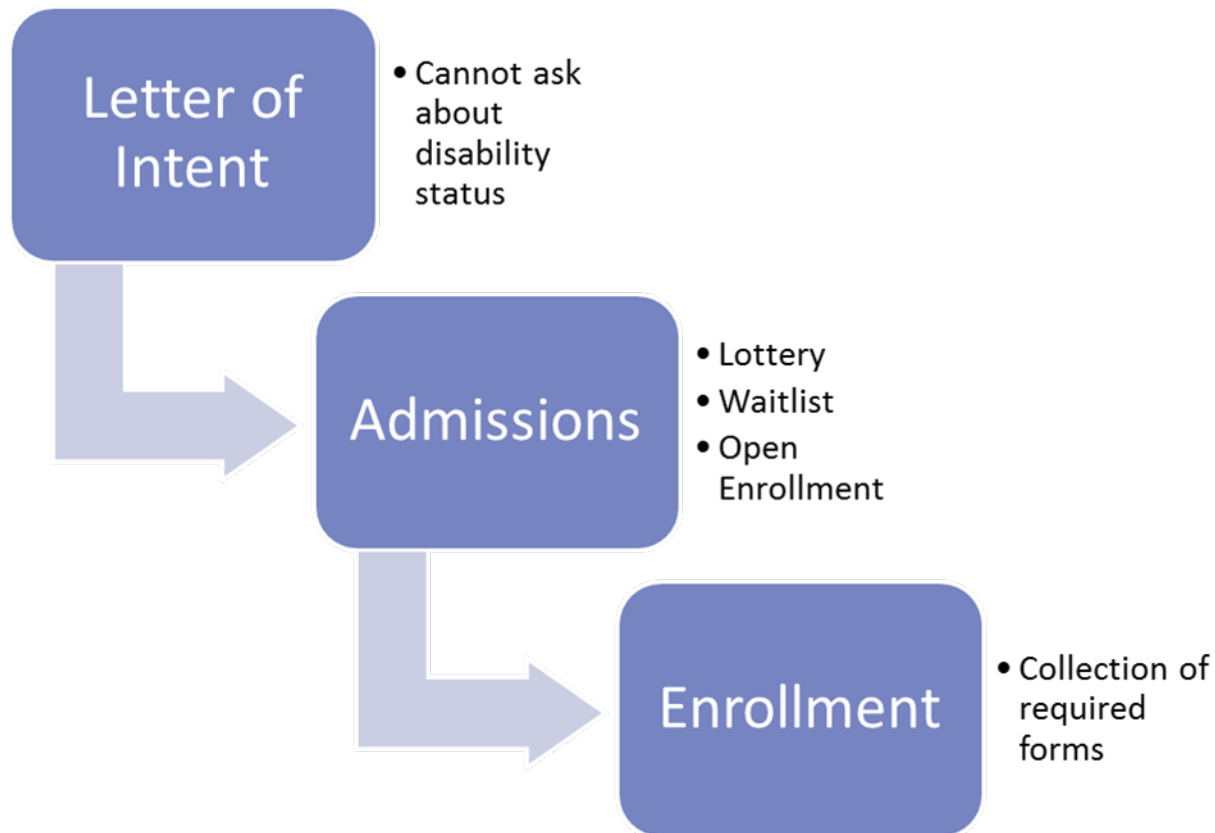 Letter of
Intent
• Cannot ask
about
disability
status
Admissions
• Lottery
• Waitlist
• Open
Enrollment
Enrollment
• Collection of
required
forms